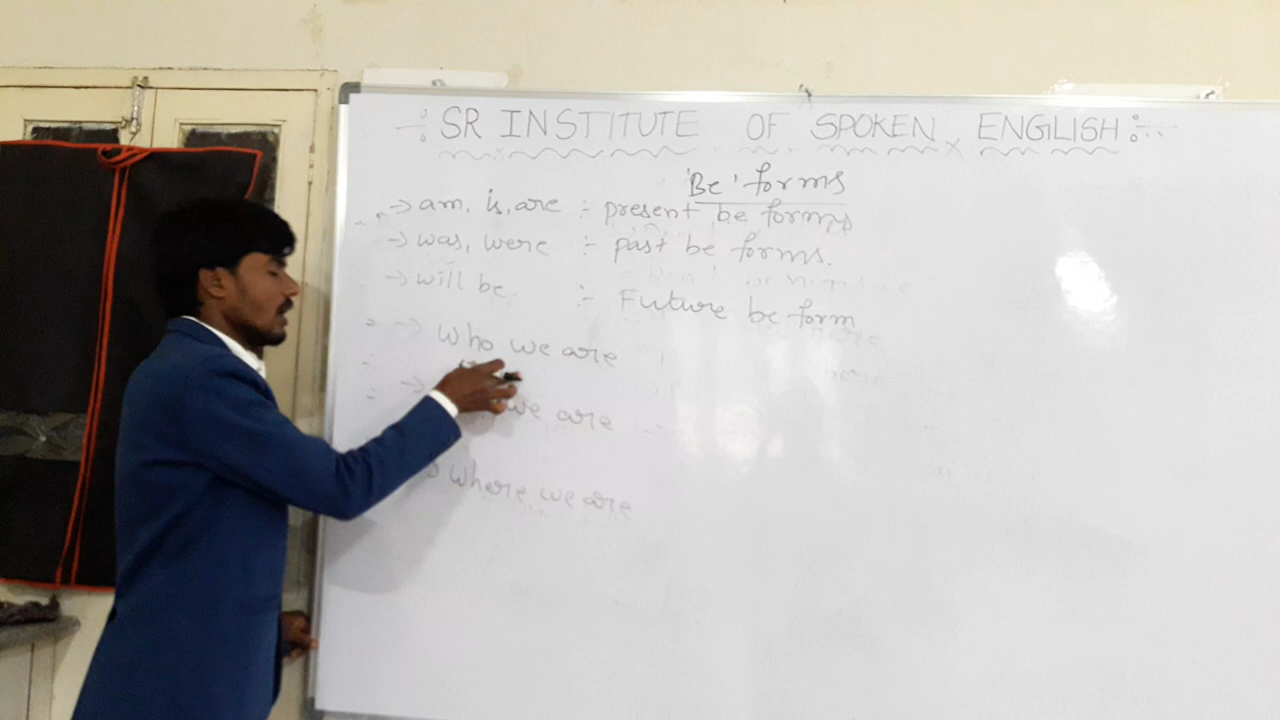 SR INSTITUTE OF SPOKEN ENGLISH
'Be' forms
→ am, is, are :- present be forms
→ was, were :- past be forms.
→ will be :- Future be form
→ who we are
→ we are
→ where we are